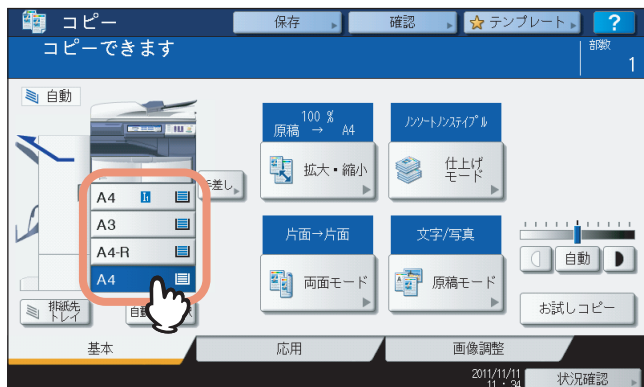 コピー
保存
確認
テンプレート
?
コピーできます
部数
1
自動
100 %
原稿 → A4
ﾉﾝｿｰﾄﾉﾝｽﾃｲﾌﾟﾙ
拡大・縮小
仕上げ
モード
A4
A3
A4-R
A4
片面→片面
文字/写真
両面モード
原稿モード
自動
お試しコピー
排紙先
トレイ
基本
応用
画像調整
2011/11/11
11:34
状況確認